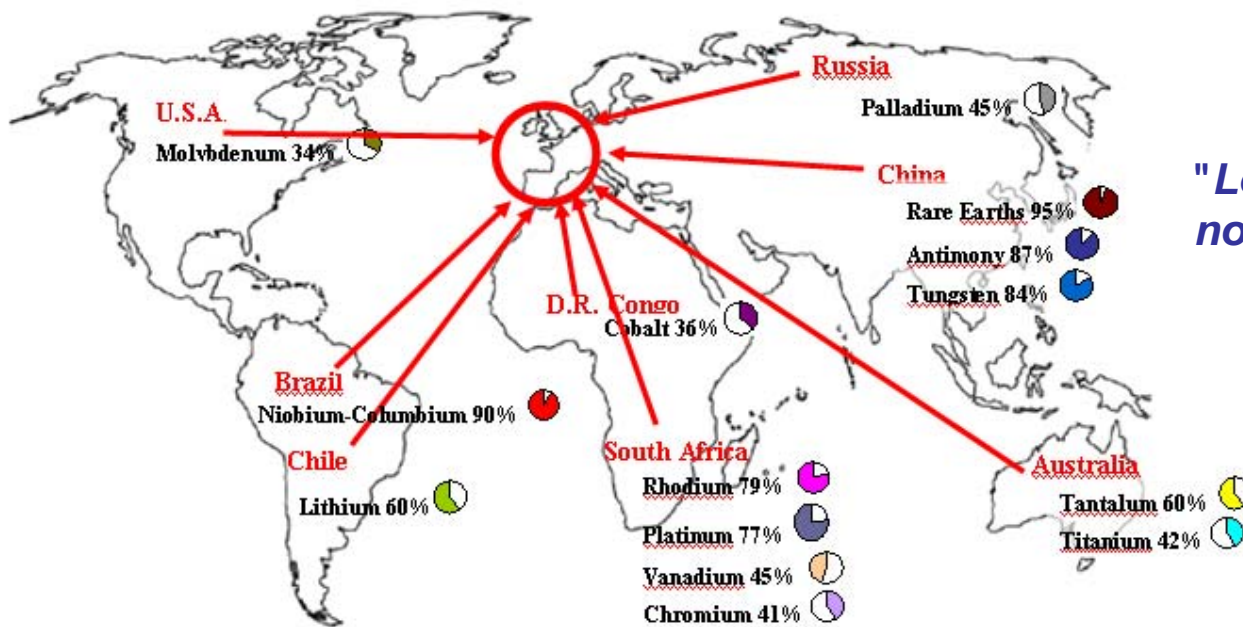 Russia
Palladium 45%
U.S.A.
Molvbdenum 34%
China
Rare Earths 95%
Antimony 87%
Tungsten 84%
D.R. Congo
Cobalt 36%
Brazil
Niobium-Columbium 90%
Chile
Lithium 60%
South Africa
Rhodium 79%
Platinum 77%
Vanadium 45%
Chromium 41%
Australia
Tantalum 60%
Titanium 42%